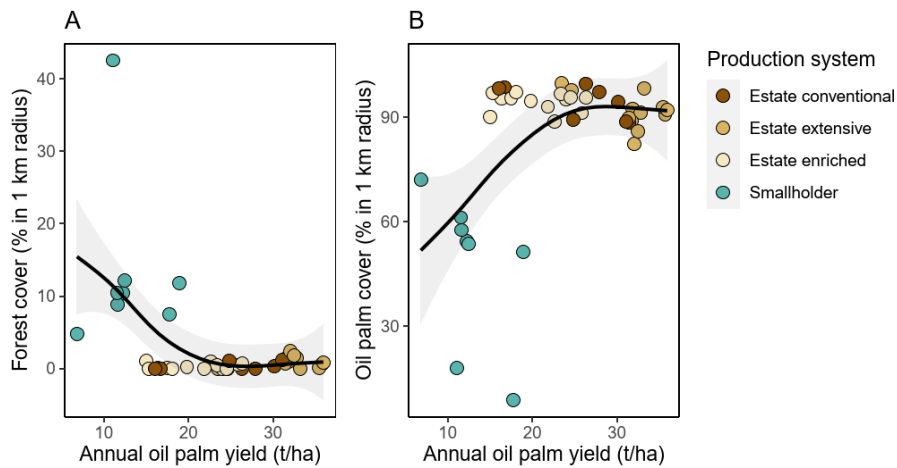 A
B
Forest cover (% in 1 km radius)
40
30
20
10
0
10
20
30
Annual oil palm yield (t/ha)
Oil palm cover (% in 1 km radius)
90
60
30
10
20
30
Annual oil palm yield (t/ha)
Production system
Estate conventional
Estate extensive
Estate enriched
Smallholder